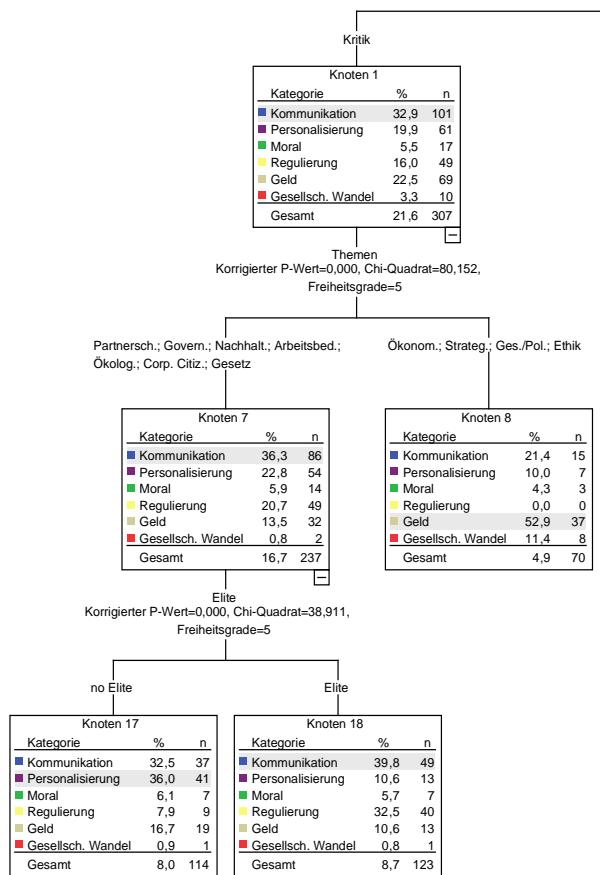 Kritik
Knoten 1
Kategorie % n
Kommunikation 32,9 101
Personalisierung 19,9 61
Moral 5,5 17
Regulierung 16,0 49
Geld 22,5 69
Gesellsch. Wandel 3,3 10
Gesamt 21,6 307
Themen
Korrigierter P-Wert=0,000, Chi-Quadrat=80,152,
Freiheitsgrade=5
Partnersch.; Govern.; Nachhalt.; Arbeitsbed.;
Ökolog.; Corp. Citiz.; Gesetz
Knoten 7
Kategorie % n
Kommunikation 36,3 86
Personalisierung 22,8 54
Moral 5,9 14
Regulierung 20,7 49
Geld 13,5 32
Gesellsch. Wandel 0,8 2
Gesamt 16,7 237
Ökonom.; Strateg.; Ges./Pol.; Ethik
Knoten 8
Kategorie % n
Kommunikation 21,4 15
Personalisierung 10,0 7
Moral 4,3 3
Regulierung 0,0 0
Geld 52,9 37
Gesellsch. Wandel 11,4 8
Gesamt 4,9 70
Elite
Korrigierter P-Wert=0,000, Chi-Quadrat=38,911,
Freiheitsgrade=5
no Elite
Knoten 17
Kategorie % n
Kommunikation 32,5 37
Personalisierung 36,0 41
Moral 6,1 7
Regulierung 7,9 9
Geld 16,7 19
Gesellsch. Wandel 0,9 1
Gesamt 8,0 114
Elite
Knoten 18
Kategorie % n
Kommunikation 39,8 49
Personalisierung 10,6 13
Moral 5,7 7
Regulierung 32,5 40
Geld 10,6 13
Gesellsch. Wandel 0,8 1
Gesamt 8,7 123